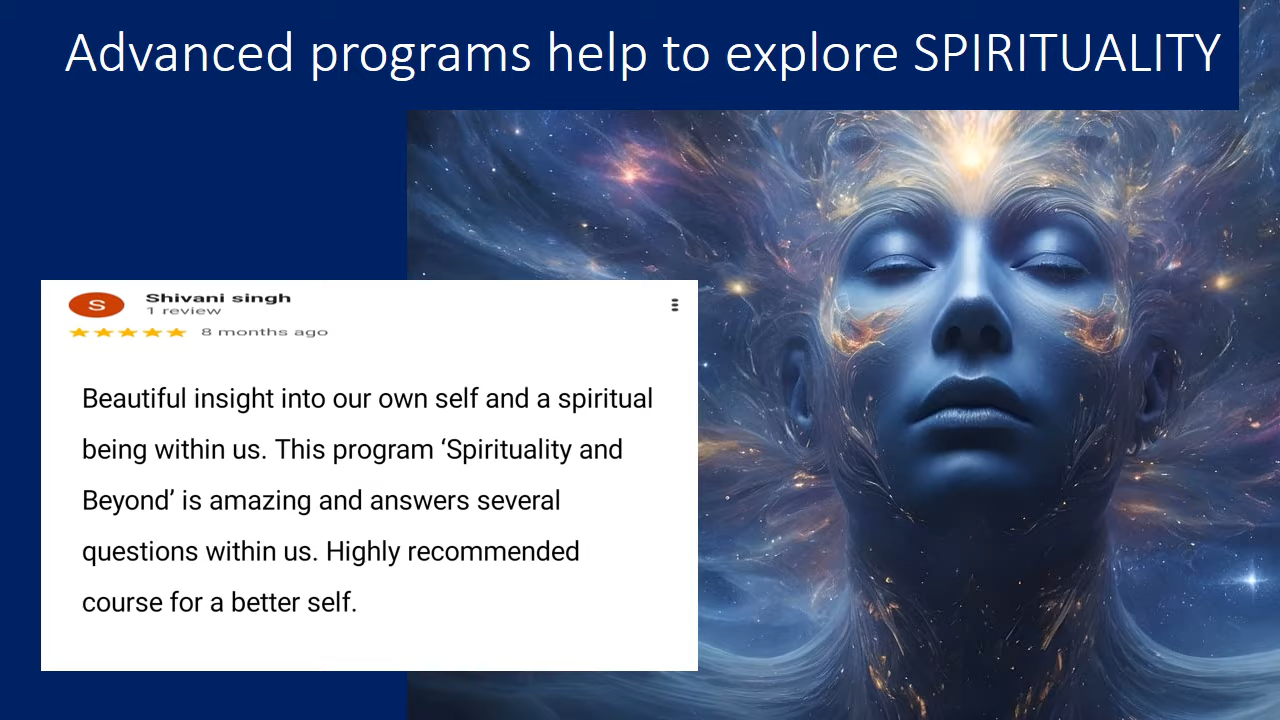 Advanced programs help to explore SPIRITUALITY
S
Shivani singh
1 review
8 months ago
Beautiful insight into our own self and a spiritual
being within us. This program ‘Spirituality and
Beyond’ is amazing and answers several
questions within us. Highly recommended
course for a better self.